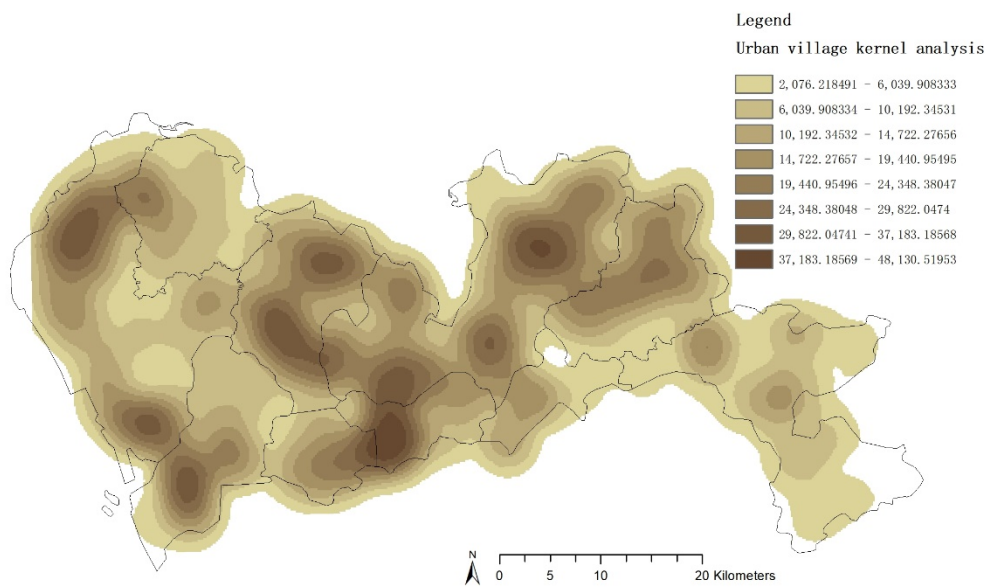 Legend
Urban village kernel analysis
2,076.218491 - 6,039.908333
6,039.908334 - 10,192.34531
10,192.34532 - 14,722.27656
14,722.27657 - 19,440.95495
19,440.95496 - 24,348.38047
24,348.38048 - 29,822.0474
29,822.04741 - 37,183.18568
37,183.18569 - 48,130.51953
N
0 5 10 20 Kilometers